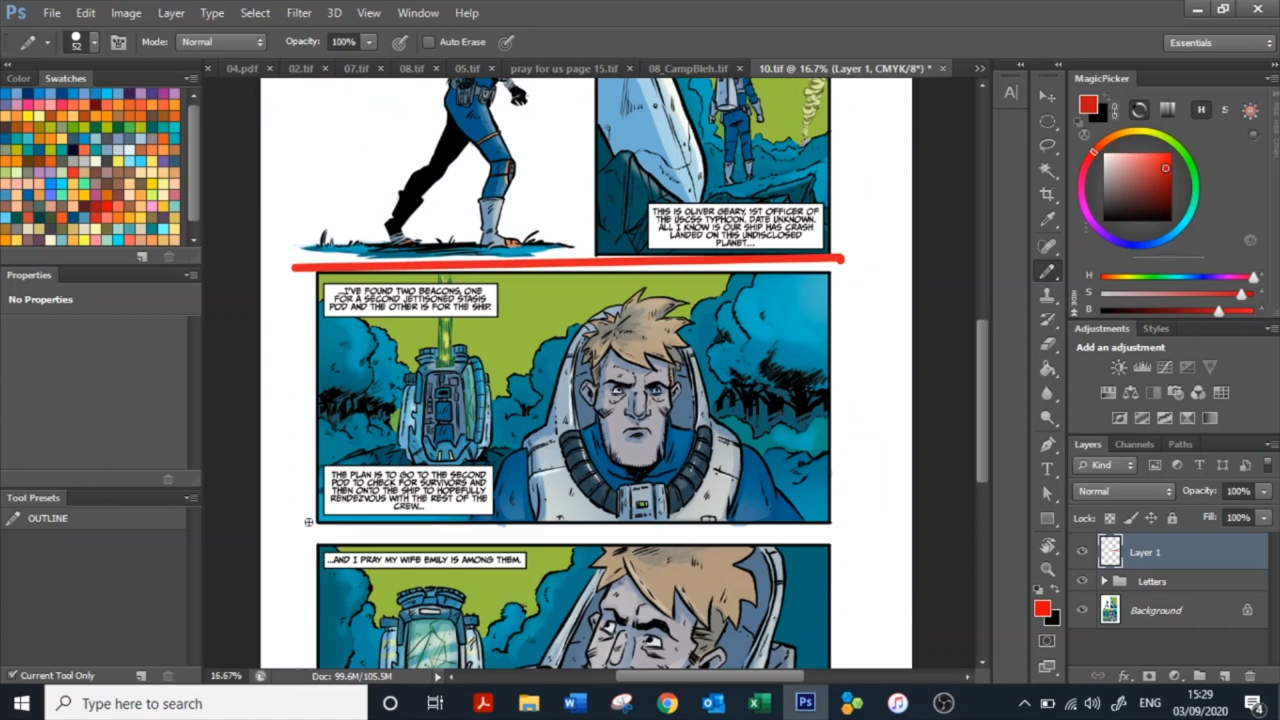 Ps File Edit Image Layer Type Select Filter 3D View Window Help
52 Mode: Normal Opacity: 100% Auto Erase Essentials
04.pdf 02.tif 07.tif 08.tif 05.tif pray for us page 15.tif 08_CampBleh.tif 10.tif @ 16.7% (Layer 1, CMYK/8*) *
Color Swatches
MagicPicker
H S
THIS IS OLIVER GEARY, 1ST OFFICER OF
THE USCSS TYPHOON. DATE UNKNOWN.
ALL I KNOW IS OUR SHIP HAS CRASH
LANDED ON THIS UNDISCLOSED
PLANET...
Properties
No Properties
...I'VE FOUND TWO BEACONS, ONE
FOR A SECOND JETTISONED STASIS
POD AND THE OTHER IS FOR THE SHIP.
HIDE
H
S
B
Adjustments Styles
Add an adjustment
THE PLAN IS TO GO TO THE SECOND
POD TO CHECK FOR SURVIVORS AND
THEN ONTO THE SHIP TO HOPEFULLY
RENDEZVOUS WITH THE REST OF THE
CREW...
Layers Channels Paths
Kind
Normal Opacity: 100%
Lock: Fill: 100%
Tool Presets
OUTLINE
...AND I PRAY MY WIFE EMILY IS AMONG THEM.
Layer 1
Letters
Background
Current Tool Only
16.67% Doc: 99.6M/105.5M
Type here to search
ENG
15:29
03/09/2020
4